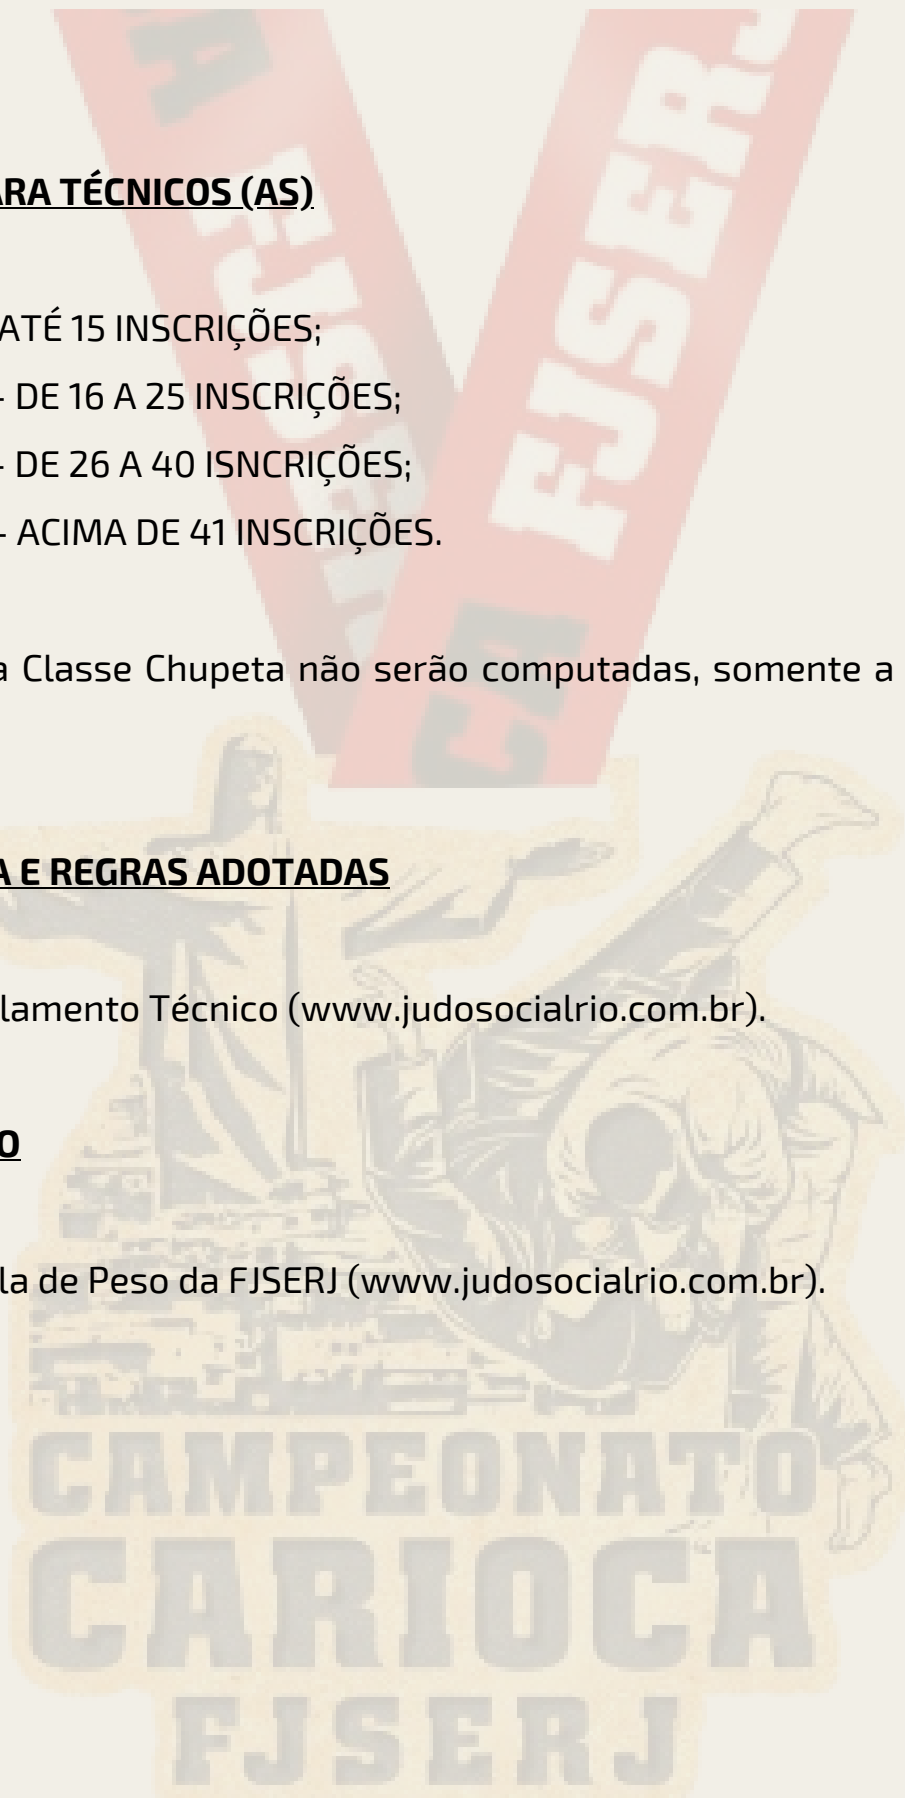 ARA TÉCNICOS (AS)
ATÉ 15 INSCRIÇÕES;
- DE 16 A 25 INSCRIÇÕES;
- DE 26 A 40 ISNCRIÇÕES;
- ACIMA DE 41 INSCRIÇÕES.
a Classe Chupeta não serão computadas, somente a
A E REGRAS ADOTADAS
lamento Técnico (www.judosocialrio.com.br).
O
la de Peso da FJSERJ (www.judosocialrio.com.br).
FJSERJ
CA
CAMPEONATO
CARIOCA
FJSERJ